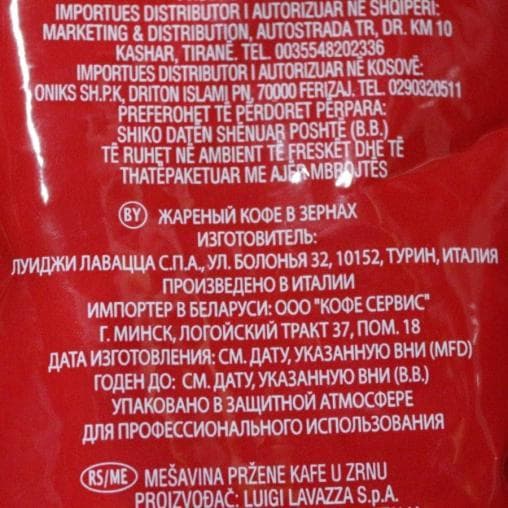 IMPORTUES DISTRIBUTOR I AUTORIZUAR NË SHQIPËRI:
MARKETING & DISTRIBUTION, AUTOSTRADA TR, DR. KM 10
KASHAR, TIRANË. TEL. 0035548202336
IMPORTUES DISTRIBUTOR I AUTORIZUAR NË KOSOVË:
ONIKS SH.P.K, DRITON ISLAMI PN, 70000 FERIZAJ. TEL. 0290320511
PREFEROHET TË PËRDORET PËRPARA:
SHIKO DATËN SHËNUAR POSHTË (B.B.)
TË RUHET NË AMBIENT TË FRESKËT DHE TË
THATËPAKETUAR ME AJËR MBROJTËS
BY ЖАРЕНЫЙ КОФЕ В ЗЕРНАХ
ИЗГОТОВИТЕЛЬ:
ЛУИДЖИ ЛАВАЦЦА С.П.А., УЛ. БОЛОНЬЯ 32, 10152, ТУРИН, ИТАЛИЯ
ПРОИЗВЕДЕНО В ИТАЛИИ
ИМПОРТЕР В БЕЛАРУСИ: ООО "КОФЕ СЕРВИС"
Г. МИНСК, ЛОГОЙСКИЙ ТРАКТ 37, ПОМ. 18
ДАТА ИЗГОТОВЛЕНИЯ: СМ. ДАТУ, УКАЗАННУЮ ВНИ (MFD)
ГОДЕН ДО: СМ. ДАТУ, УКАЗАННУЮ ВНИ (B.B.)
УПАКОВАНО В ЗАЩИТНОЙ АТМОСФЕРЕ
ДЛЯ ПРОФЕССИОНАЛЬНОГО ИСПОЛЬЗОВАНИЯ
RS/ME MEŠAVINA PRŽENE KAFE U ZRNU
PROIZVOĐAČ: LUIGI LAVAZZA S.p.A.